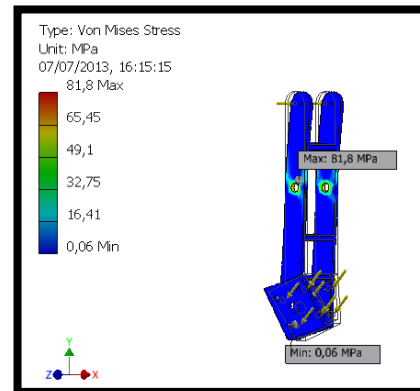 Type: Von Mises Stress
Unit: MPa
07/07/2013, 16:15:15
81,8 Max
65,45
49,1
32,75
16,41
0,06 Min
Max: 81,8 MPa
Min: 0,06 MPa
Y
Z
X